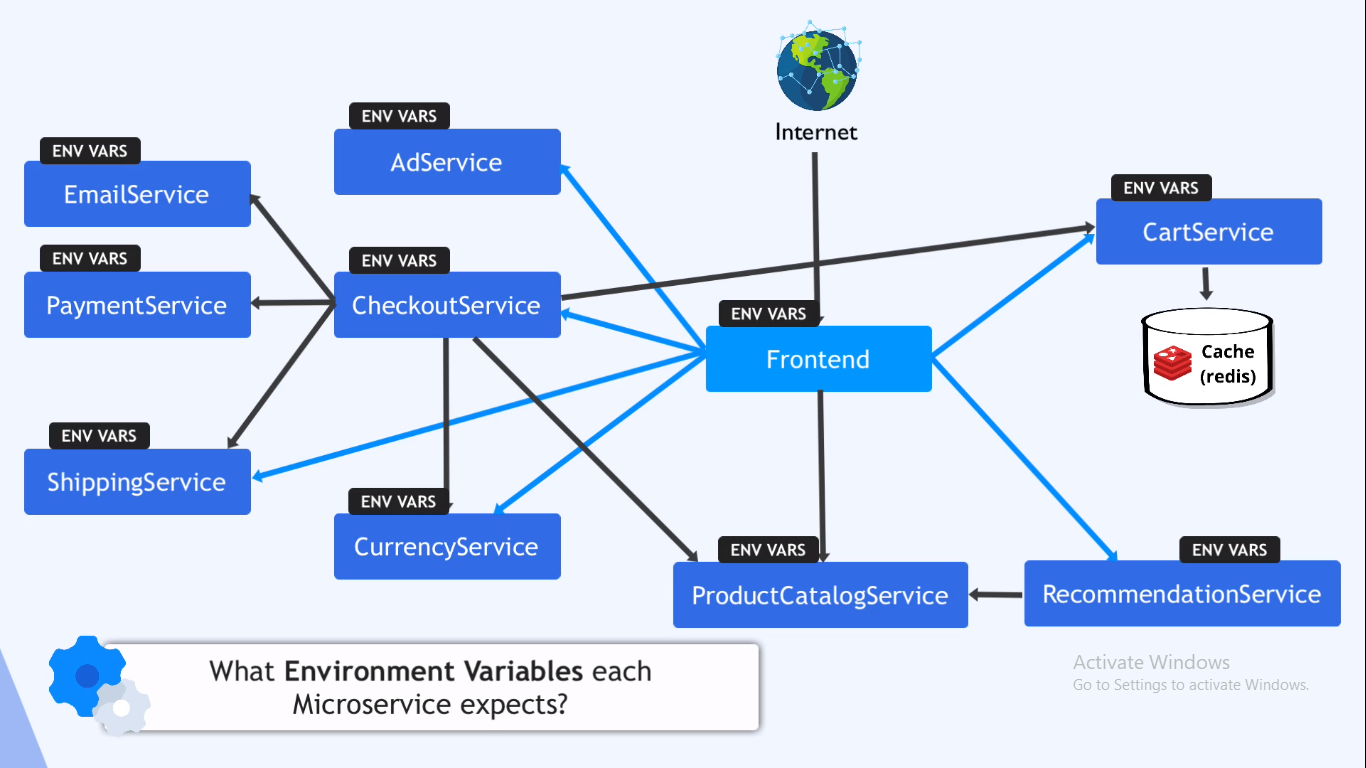 Internet
ENV VARS
AdService
ENV VARS
EmailService
ENV VARS
CartService
ENV VARS
PaymentService
ENV VARS
CheckoutService
ENV VARS
Frontend
Cache
(redis)
ENV VARS
ShippingService
ENV VARS
CurrencyService
ENV VARS
ProductCatalogService
ENV VARS
RecommendationService
What Environment Variables each
Microservice expects?
Activate Windows
Go to Settings to activate Windows.